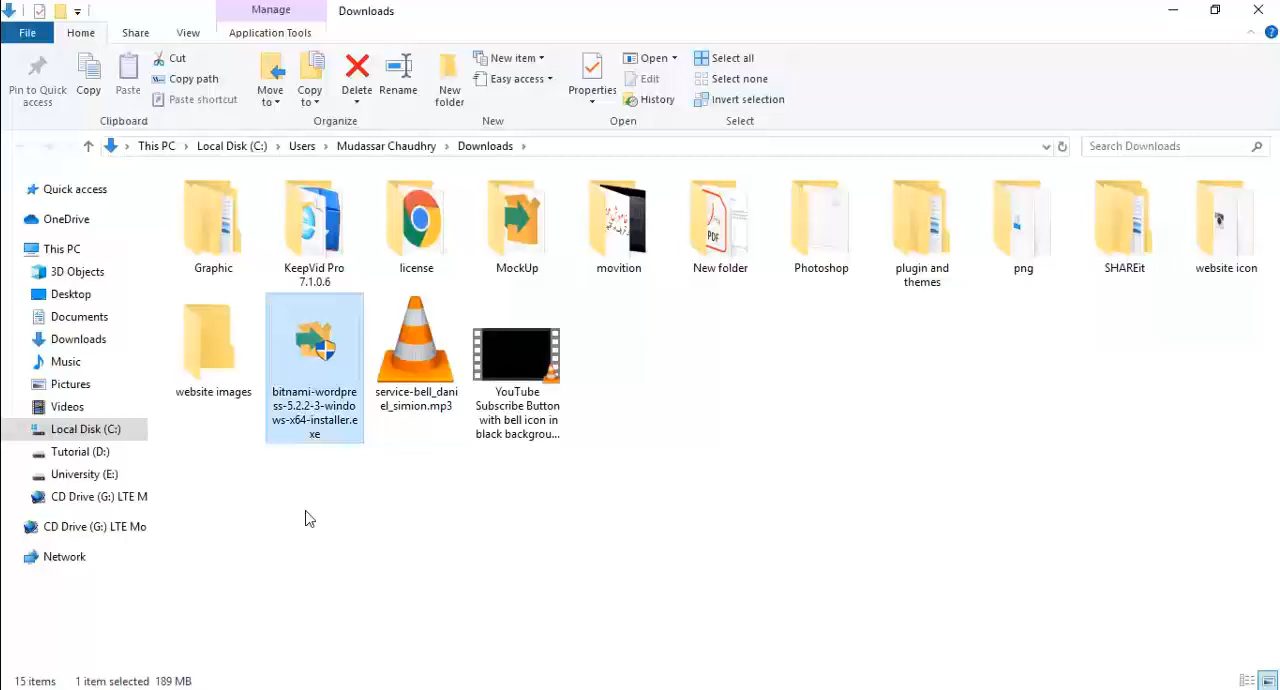 Manage
Downloads
File
Home
Share
View
Application Tools
Pin to Quick
access
Copy
Paste
Cut
Copy path
Paste shortcut
Clipboard
Move
to
Copy
to
Delete
Rename
Organize
New
folder
New item
Easy access
New
Properties
Open
Edit
History
Open
Select all
Select none
Invert selection
Select
This PC
Local Disk (C:)
Users
Mudassar Chaudhry
Downloads
Search Downloads
Quick access
OneDrive
This PC
3D Objects
Desktop
Documents
Downloads
Music
Pictures
Videos
Local Disk (C:)
Tutorial (D:)
University (E:)
CD Drive (G:) LTE M
CD Drive (G:) LTE Mo
Network
Graphic
KeepVid Pro
7.1.0.6
license
MockUp
movition
PDF
New folder
Photoshop
plugin and
themes
png
SHAREit
website icon
website images
bitnami-wordpre
ss-5.2.2-3-windo
ws-x64-installer.e
xe
service-bell_dani
el_simion.mp3
YouTube
Subscribe Button
with bell icon in
black backgrou...
15 items
1 item selected 189 MB